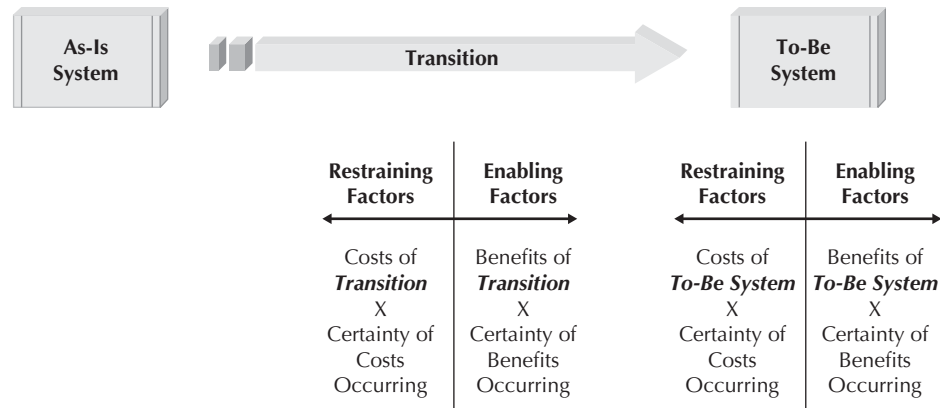 As-Is
System
Transition
To-Be
System
Restraining
Factors
Enabling
Factors
Costs of
Transition
X
Certainty of
Costs
Occurring
Benefits of
Transition
X
Certainty of
Benefits
Occurring
Restraining
Factors
Enabling
Factors
Costs of
To-Be System
X
Certainty of
Costs
Occurring
Benefits of
To-Be System
X
Certainty of
Benefits
Occurring